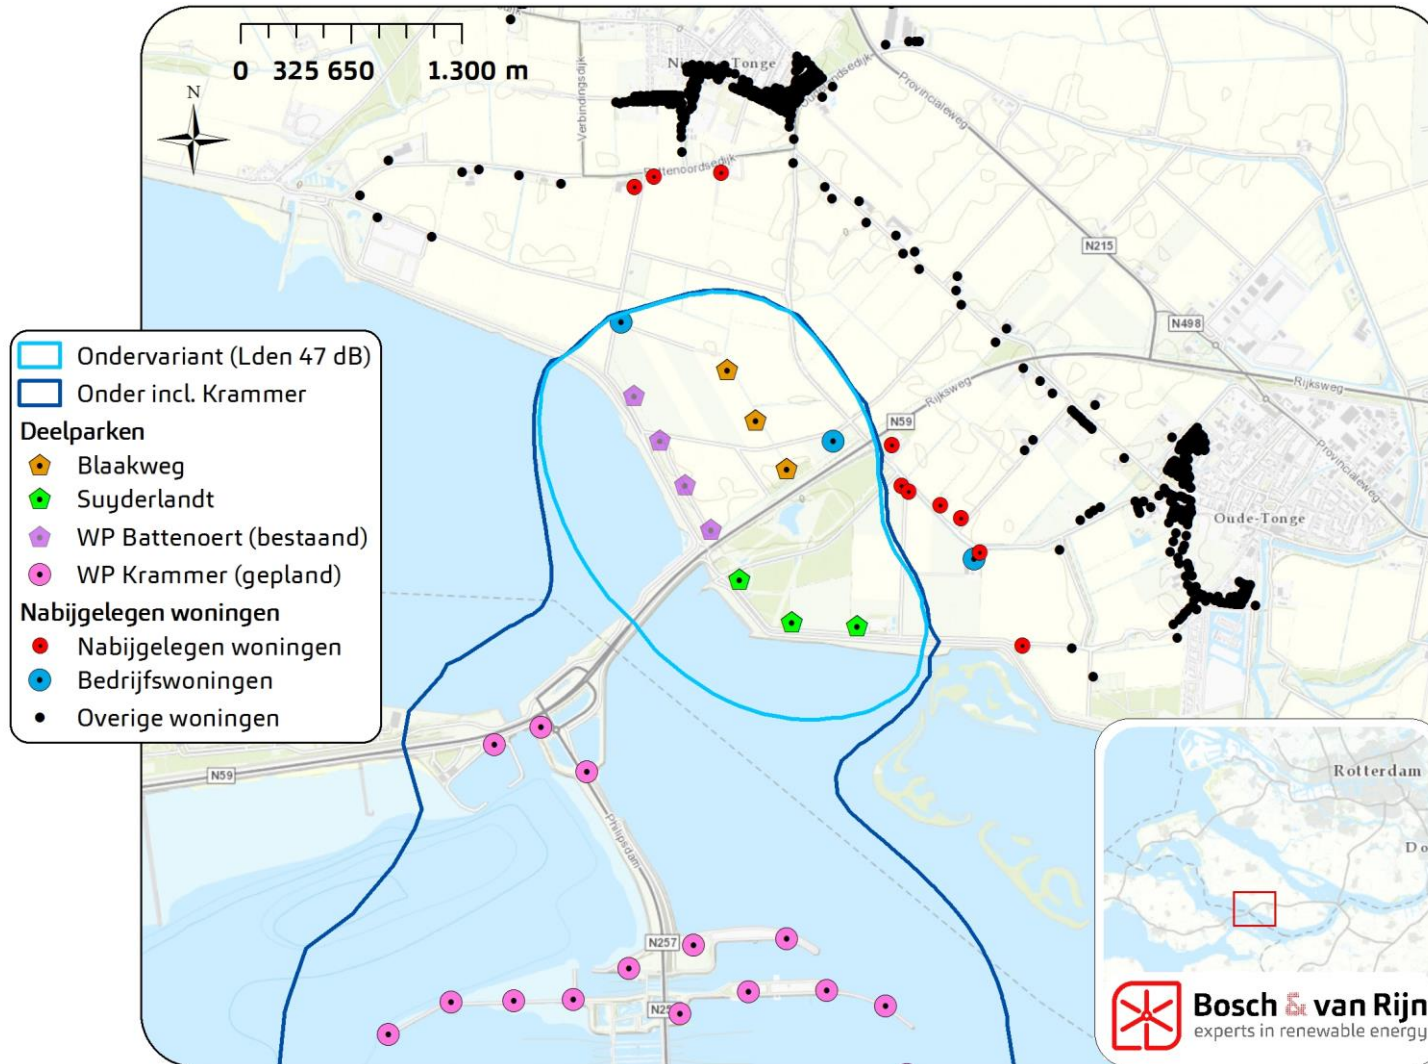 0 325 650 1.300 m
N
Verbindingsdijk
Provincialeweg
N215
N498
Rijksweg
Rijksweg
N59
Provincialeweg
Oude-Tonge
Ondervariant (Lden 47 dB)
Onder incl. Krammer
Deelparken
Blaakweg
Suyderlandt
WP Battenoert (bestaand)
WP Krammer (gepland)
Nabijgelegen woningen
Nabijgelegen woningen
Bedrijfswoningen
Overige woningen
N59
Philipsdam
N257
Rotterdam
Bosch & van Rijn
experts in renewable energy